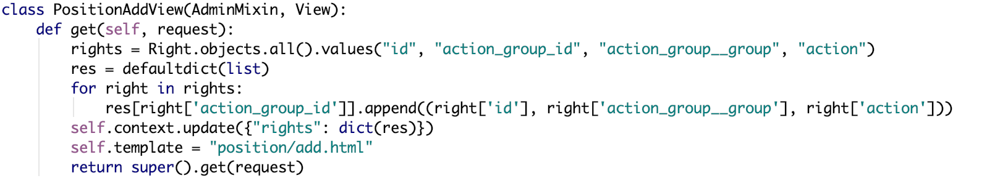 class PositionAddView(AdminMixin, View):
    def get(self, request):
        rights = Right.objects.all().values("id", "action_group_id", "action_group__group", "action")
        res = defaultdict(list)
        for right in rights:
            res[right['action_group_id']].append((right['id'], right['action_group__group'], right['action']))
        self.context.update({"rights": dict(res)})
        self.template = "position/add.html"
        return super().get(request)